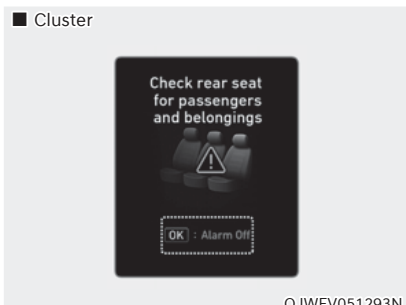 ■ Cluster
Check rear seat
for passengers
and belongings
OK : Alarm Off
OJWEV051293N